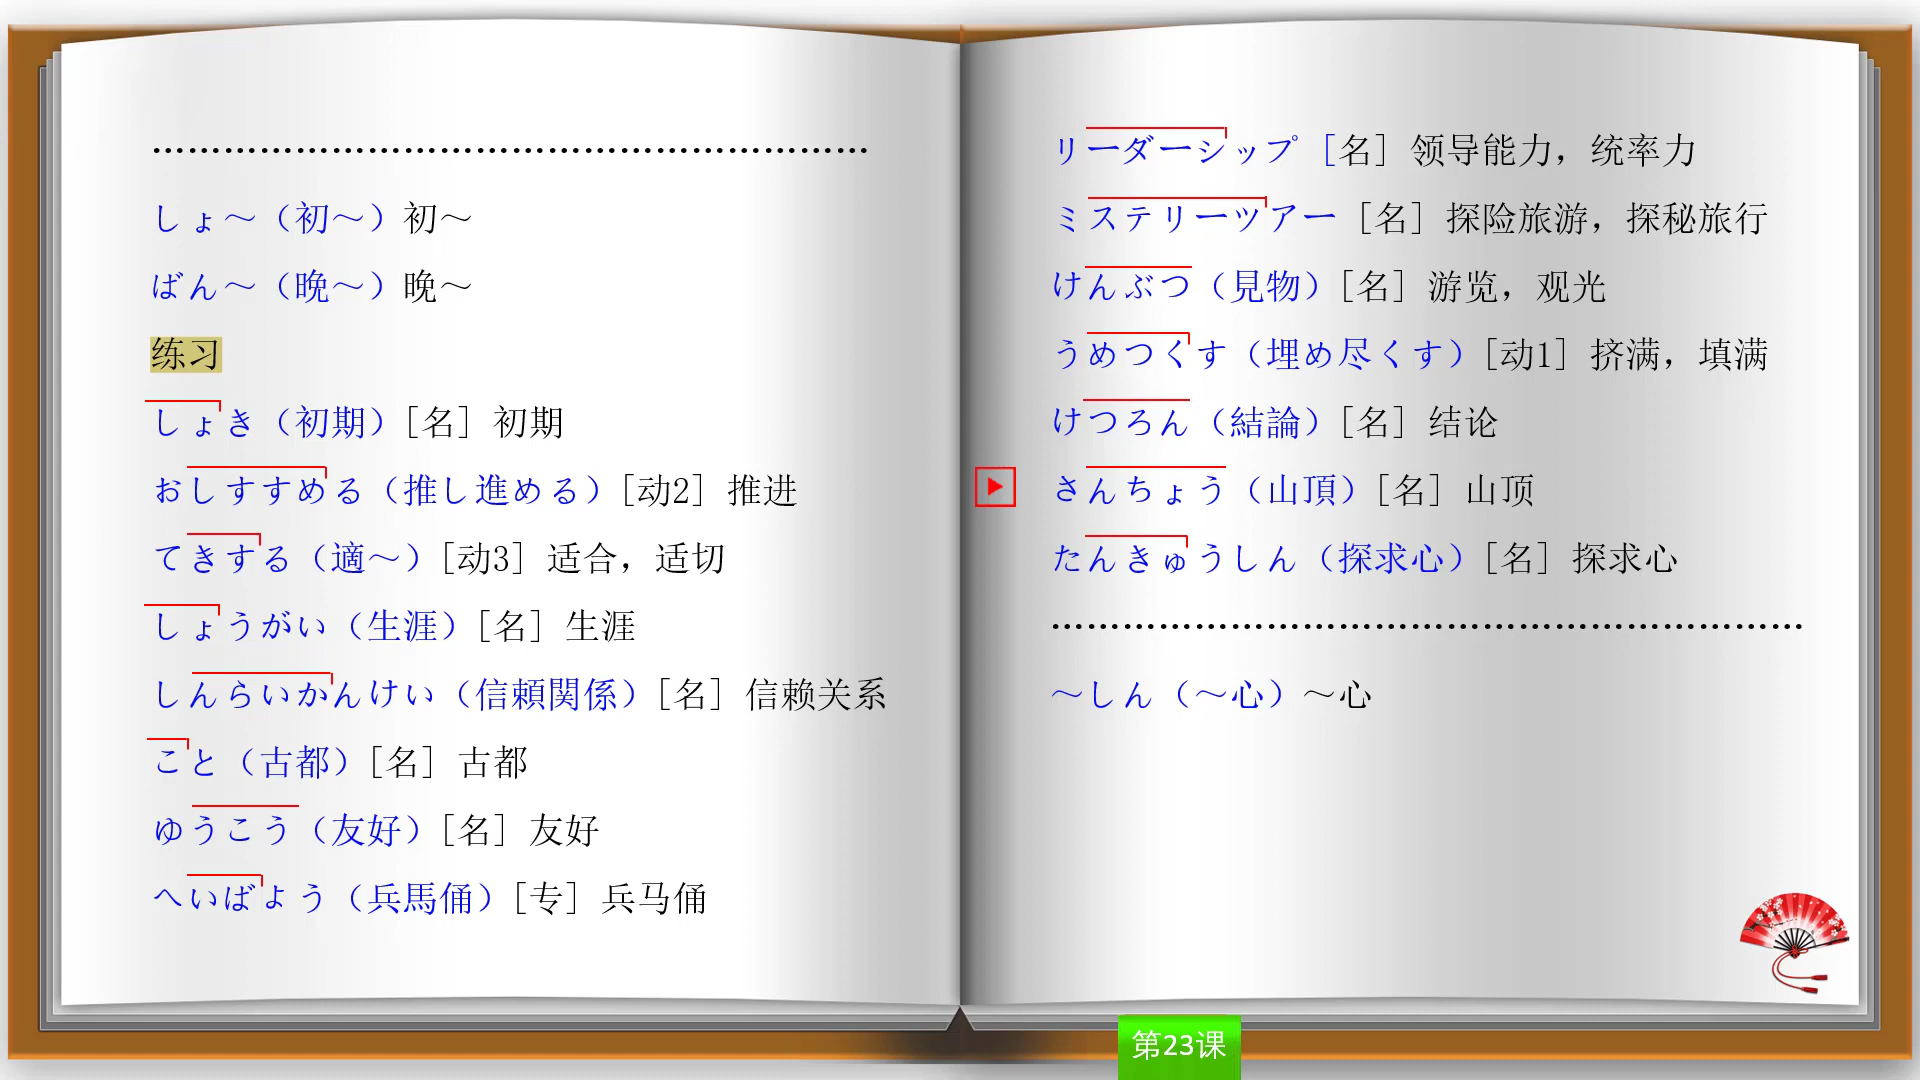 しょ～（初～）初～
ばん～（晩～）晚～
练习
しょき（初期）[名] 初期
おしすすめる（推し進める）[动2] 推进
てきする（適～）[动3] 适合，适切
しょうがい（生涯）[名] 生涯
しんらいかんけい（信頼関係）[名] 信赖关系
こと（古都）[名] 古都
ゆうこう（友好）[名] 友好
へいばよう（兵馬俑）[专] 兵马俑
リーダーシップ [名] 领导能力，统率力
ミステリーツアー [名] 探险旅游，探秘旅行
けんぶつ（見物）[名] 游览，观光
うめつくす（埋め尽くす）[动1] 挤满，填满
けつろん（結論）[名] 结论
さんちょう（山頂）[名] 山顶
たんきゅうしん（探求心）[名] 探求心
～しん（～心）～心
第23课